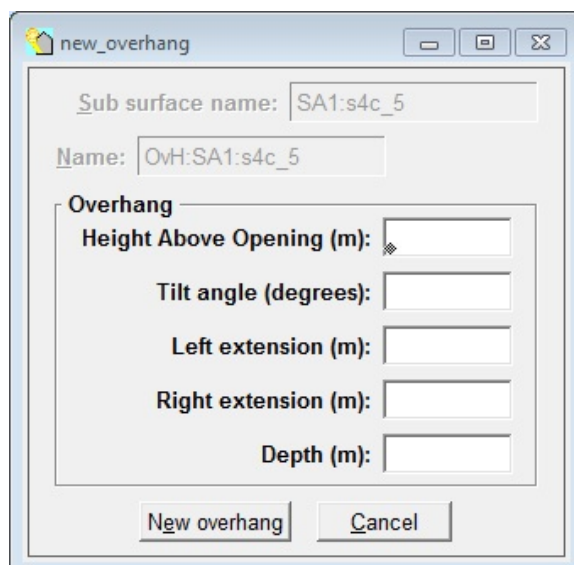 new_overhang
Sub surface name: SA1:s4c_5
Name: OvH:SA1:s4c_5
Overhang
Height Above Opening (m):
Tilt angle (degrees):
Left extension (m):
Right extension (m):
Depth (m):
New overhang Cancel